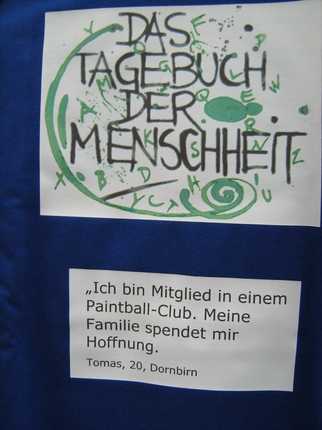 DAS
TAGEBUCH
DER
MENSCHHEIT
„Ich bin Mitglied in einem
Paintball-Club. Meine
Familie spendet mir
Hoffnung.
Tomas, 20, Dornbirn